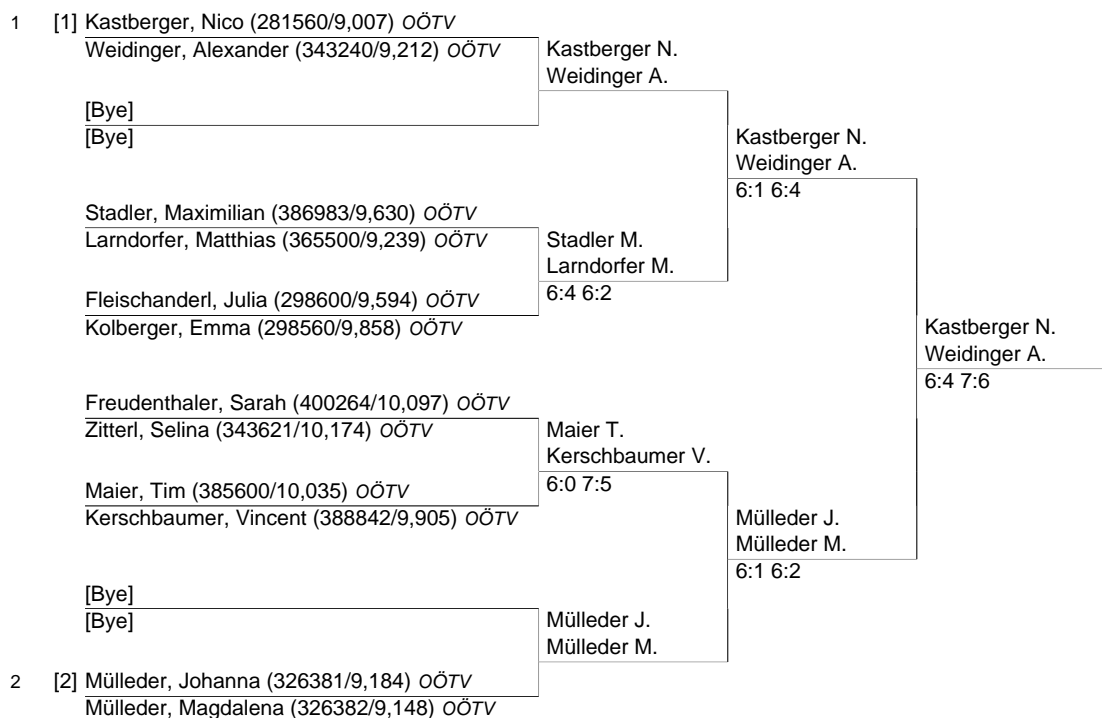 1 [1] Kastberger, Nico (281560/9,007) OÖTV
Weidinger, Alexander (343240/9,212) OÖTV
Kastberger N.
Weidinger A.
[Bye]
[Bye]
Kastberger N.
Weidinger A.
6:1 6:4
Stadler, Maximilian (386983/9,630) OÖTV
Larndorfer, Matthias (365500/9,239) OÖTV
Stadler M.
Larndorfer M.
6:4 6:2
Fleischanderl, Julia (298600/9,594) OÖTV
Kolberger, Emma (298560/9,858) OÖTV
Kastberger N.
Weidinger A.
6:4 7:6
Freudenthaler, Sarah (400264/10,097) OÖTV
Zitterl, Selina (343621/10,174) OÖTV
Maier T.
Kerschbaumer V.
6:0 7:5
Maier, Tim (385600/10,035) OÖTV
Kerschbaumer, Vincent (388842/9,905) OÖTV
Mülleder J.
Mülleder M.
6:1 6:2
[Bye]
[Bye]
Mülleder J.
Mülleder M.
2 [2] Mülleder, Johanna (326381/9,184) OÖTV
Mülleder, Magdalena (326382/9,148) OÖTV